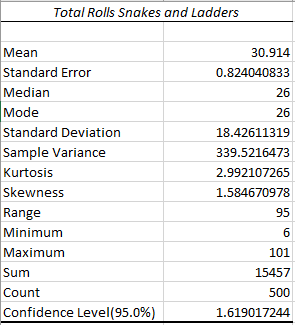 Total Rolls Snakes and Ladders
Mean 30.914
Standard Error 0.824040833
Median 26
Mode 26
Standard Deviation 18.42611319
Sample Variance 339.5216473
Kurtosis 2.992107265
Skewness 1.584670978
Range 95
Minimum 6
Maximum 101
Sum 15457
Count 500
Confidence Level(95.0%) 1.619017244